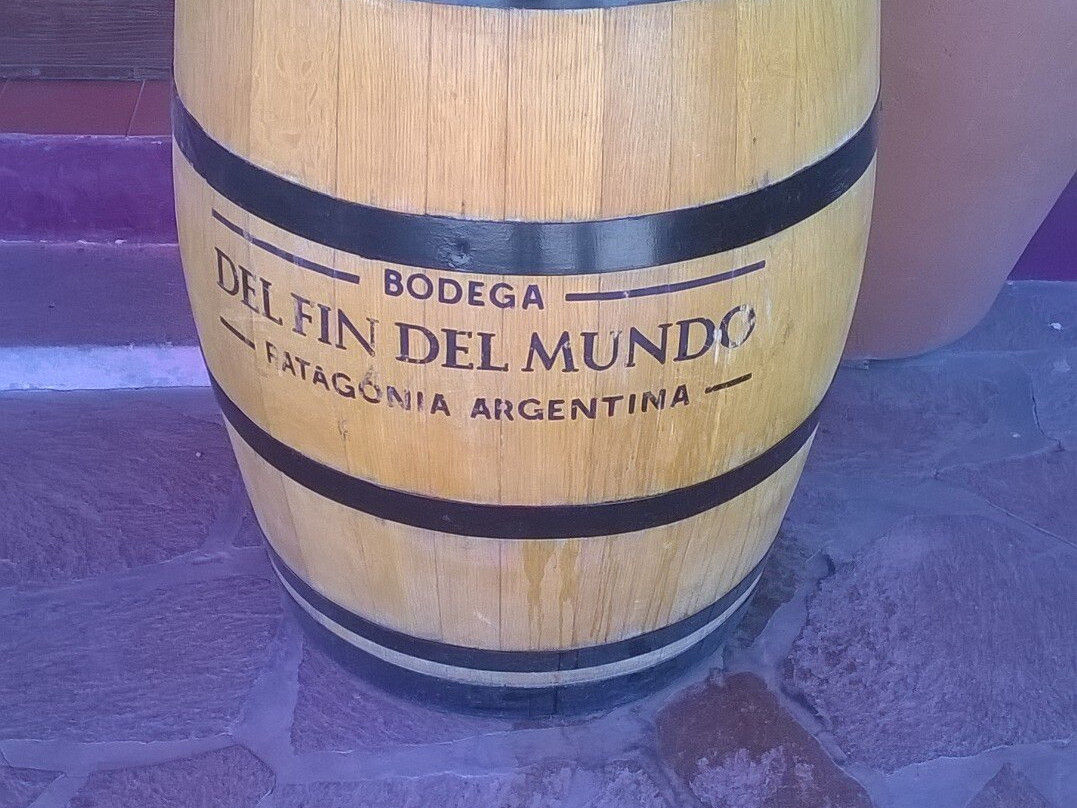 BODEGA
DEL FIN DEL MUNDO
PATAGONIA ARGENTINA